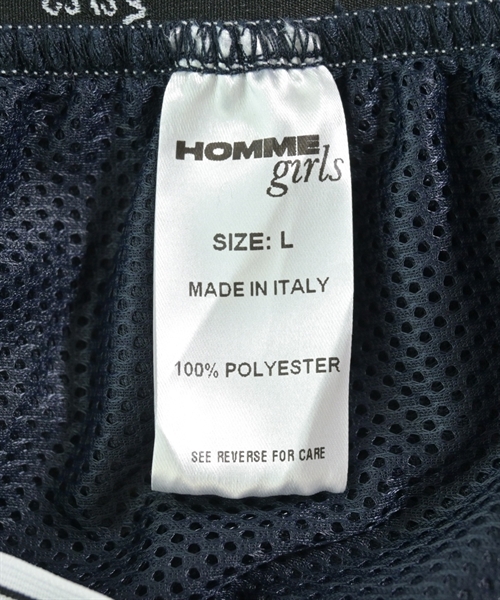 HOMME
girls
SIZE: L
MADE IN ITALY
100% POLYESTER
SEE REVERSE FOR CARE